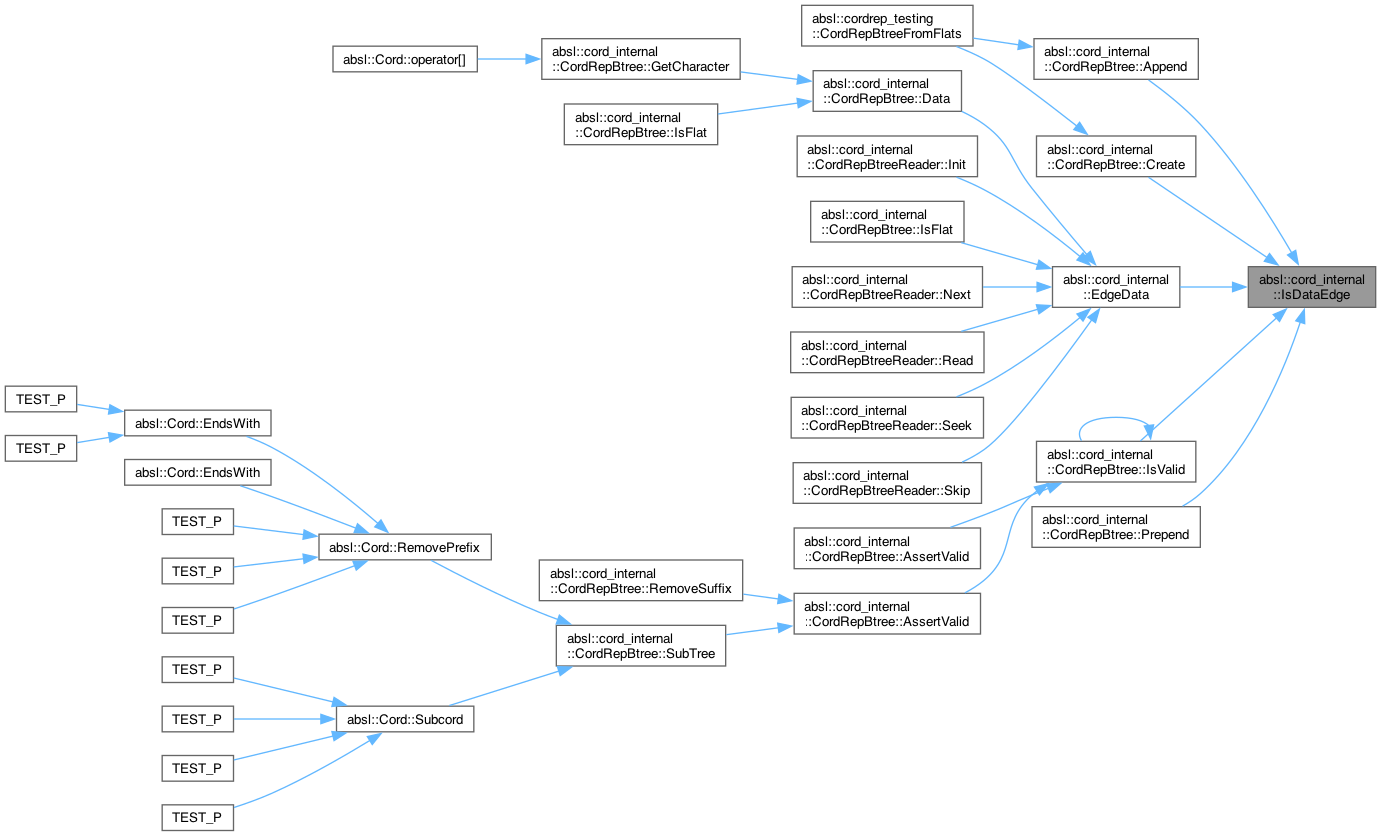 absl::cordrep_testing
::CordRepBtreeFromFlats
absl::cord_internal
::CordRepBtree::Append
absl::cord_internal
::CordRepBtree::GetCharacter
absl::Cord::operator[]
absl::cord_internal
::CordRepBtree::Data
absl::cord_internal
::CordRepBtree::IsFlat
absl::cord_internal
::CordRepBtreeReader::Init
absl::cord_internal
::CordRepBtree::Create
absl::cord_internal
::CordRepBtree::IsFlat
absl::cord_internal
::CordRepBtreeReader::Next
absl::cord_internal
::EdgeData
absl::cord_internal
::IsDataEdge
absl::cord_internal
::CordRepBtreeReader::Read
absl::cord_internal
::CordRepBtreeReader::Seek
TEST_P
absl::Cord::EndsWith
TEST_P
absl::cord_internal
::CordRepBtree::IsValid
absl::Cord::EndsWith
absl::cord_internal
::CordRepBtreeReader::Skip
TEST_P
absl::cord_internal
::CordRepBtree::Prepend
absl::Cord::RemovePrefix
absl::cord_internal
::CordRepBtree::AssertValid
TEST_P
absl::cord_internal
::CordRepBtree::RemoveSuffix
TEST_P
absl::cord_internal
::CordRepBtree::AssertValid
absl::cord_internal
::CordRepBtree::SubTree
TEST_P
TEST_P
absl::Cord::Subcord
TEST_P
TEST_P